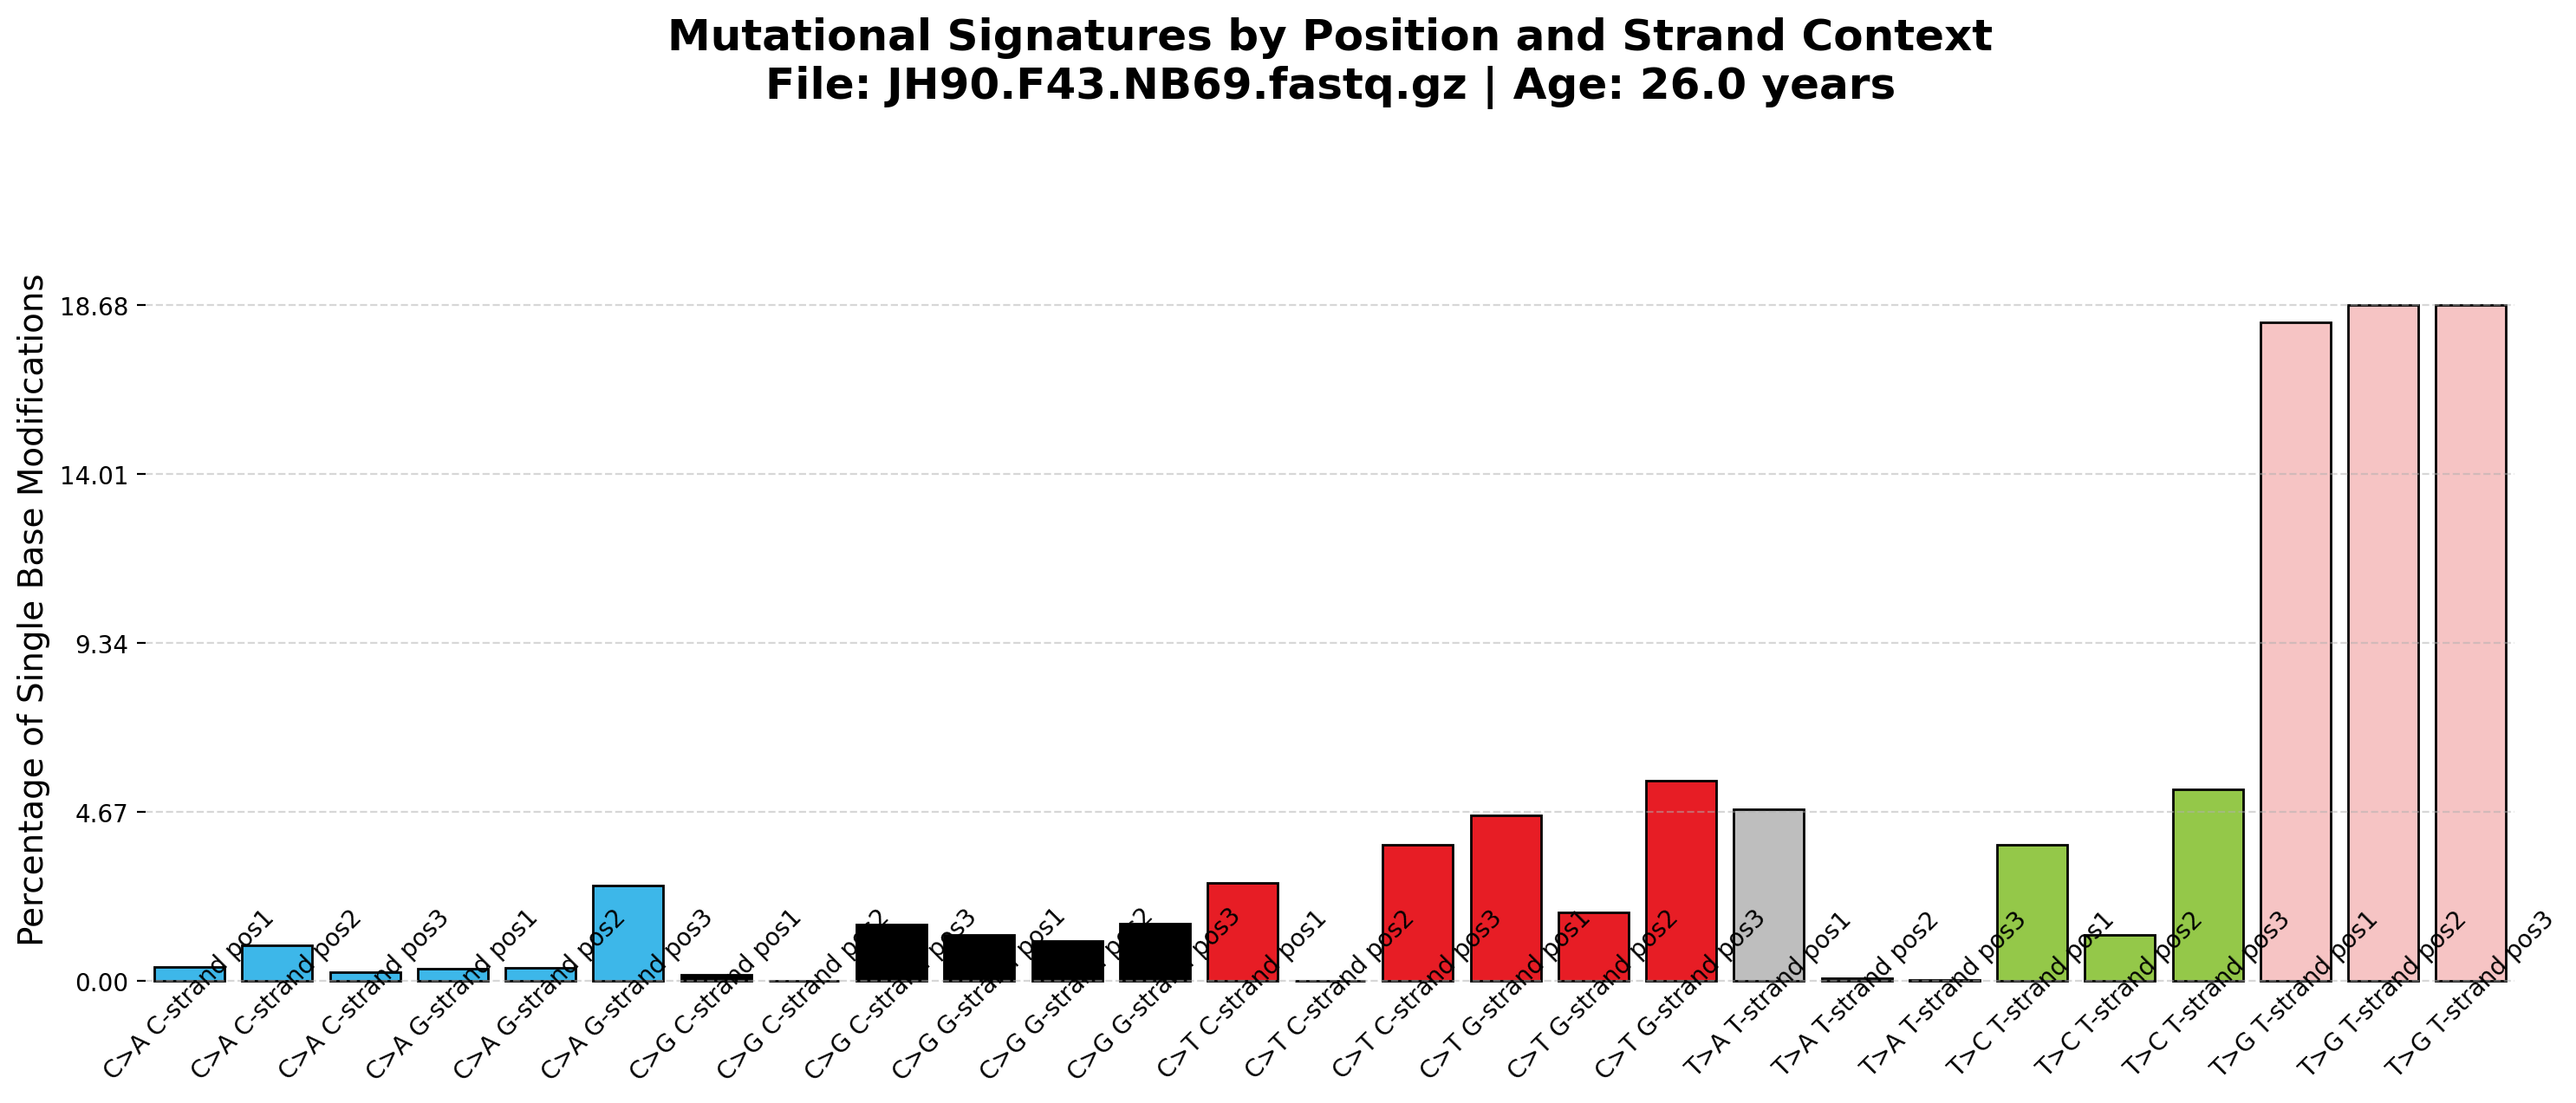 Mutational Signatures by Position and Strand Context
File: JH90.F43.NB69.fastq.gz | Age: 26.0 years
Percentage of Single Base Modifications
18.68
14.01
9.34
4.67
0.00
C>A C-strand pos1
C>A C-strand pos2
C>A C-strand pos3
C>A G-strand pos1
C>A G-strand pos2
C>A G-strand pos3
C>G C-strand pos1
C>G C-strand pos2
C>G C-strand pos3
C>G G-strand pos1
C>G G-strand pos2
C>G G-strand pos3
C>T C-strand pos1
C>T C-strand pos2
C>T C-strand pos3
C>T G-strand pos1
C>T G-strand pos2
C>T G-strand pos3
T>A T-strand pos1
T>A T-strand pos2
T>A T-strand pos3
T>C T-strand pos1
T>C T-strand pos2
T>C T-strand pos3
T>G T-strand pos1
T>G T-strand pos2
T>G T-strand pos3